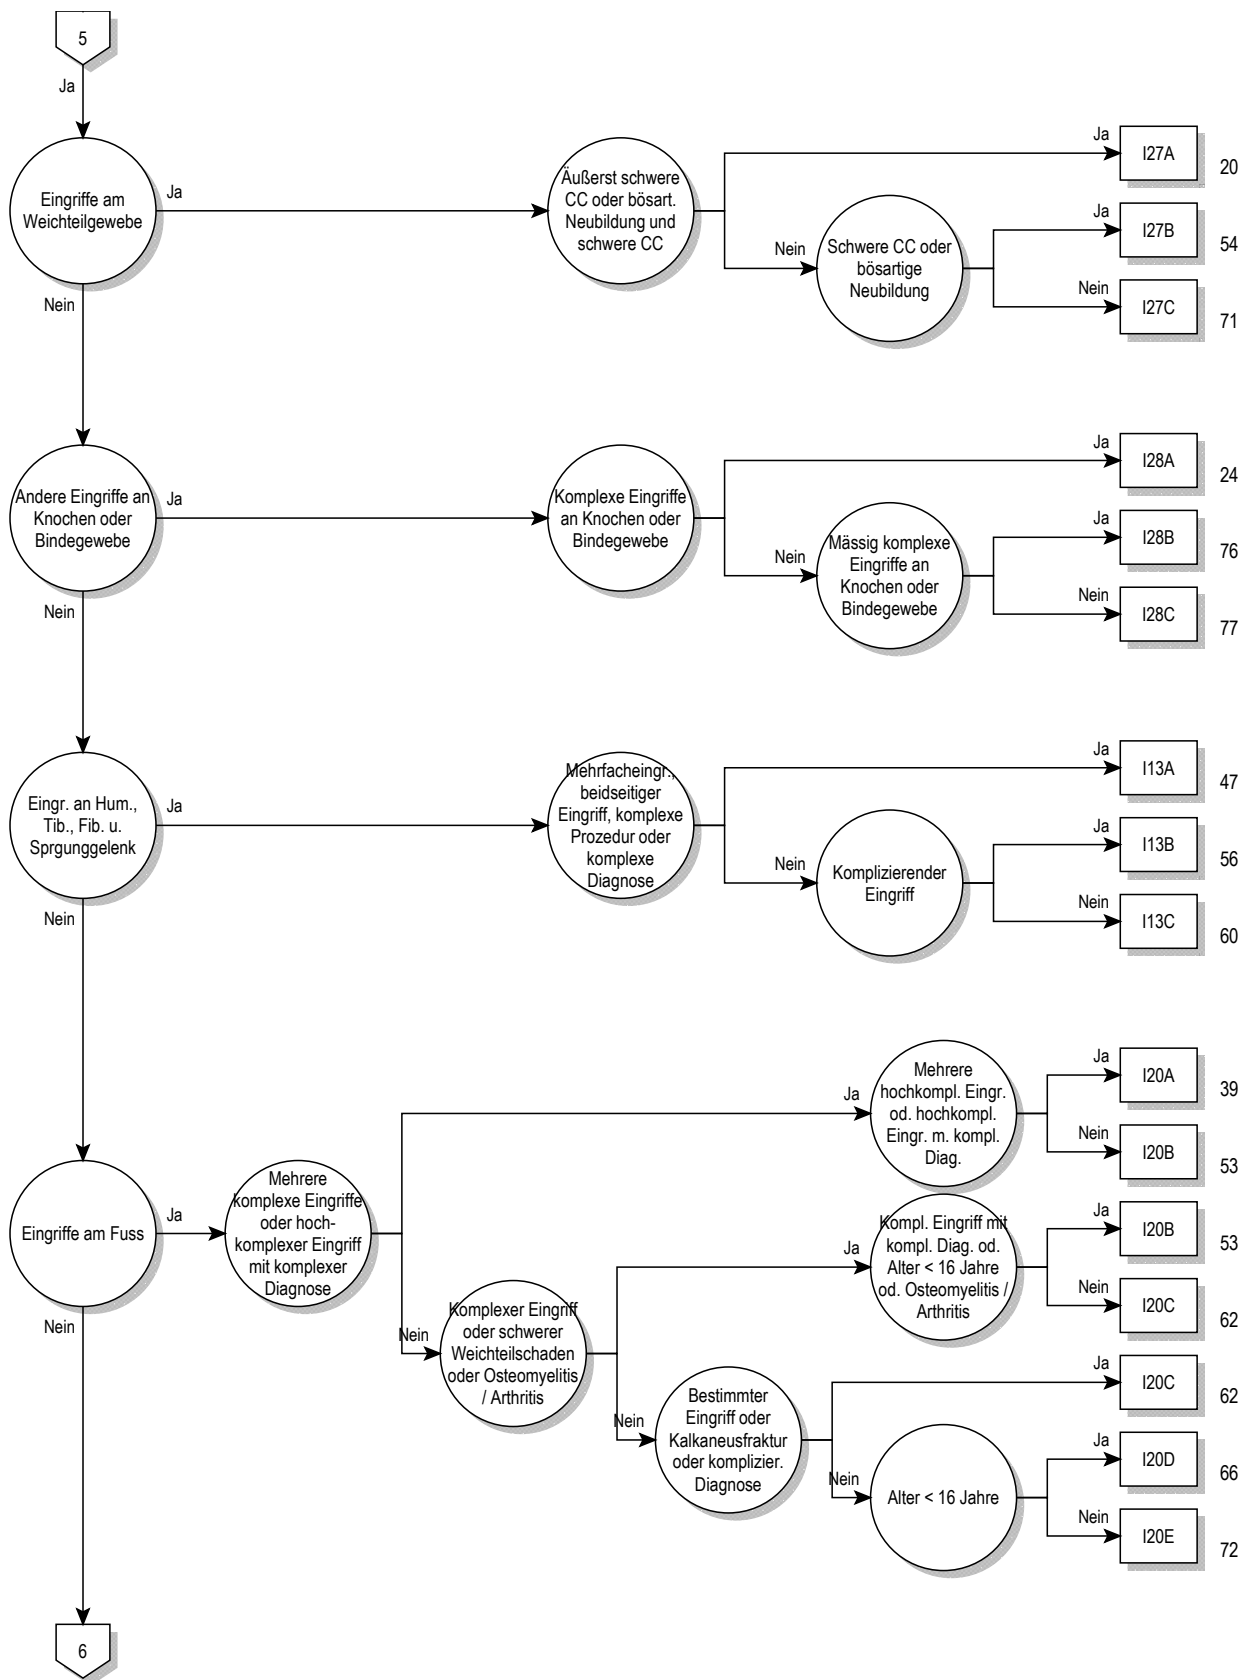 5
Ja
Eingriffe am
Weichteilgewebe
Ja
Äußerst schwere
CC oder bösart.
Neubildung und
schwere CC
Ja
I27A
20
Nein
Schwere CC oder
bösartige
Neubildung
Ja
I27B
54
Nein
I27C
71
Nein
Andere Eingriffe an
Knochen oder
Bindegewebe
Ja
Komplexe Eingriffe
an Knochen oder
Bindegewebe
Ja
I28A
24
Nein
Mässig komplexe
Eingriffe an
Knochen oder
Bindegewebe
Ja
I28B
76
Nein
I28C
77
Nein
Eingr. an Hum.,
Tib., Fib. u.
Sprgunggelenk
Ja
Mehrfacheingr.,
beidseitiger
Eingriff, komplexe
Prozedur oder
komplexe
Diagnose
Ja
I13A
47
Nein
Komplizierender
Eingriff
Ja
I13B
56
Nein
I13C
60
Nein
Eingriffe am Fuss
Ja
Mehrere
komplexe Eingriffe
oder hoch-
komplexer Eingriff
mit komplexer
Diagnose
Ja
Mehrere
hochkompl. Eingr.
od. hochkompl.
Eingr. m. kompl.
Diag.
Ja
I20A
39
Nein
I20B
53
Nein
Komplexer Eingriff
oder schwerer
Weichteilschaden
oder Osteomyelitis
/ Arthritis
Ja
Kompl. Eingriff mit
kompl. Diag. od.
Alter < 16 Jahre
od. Osteomyelitis /
Arthritis
Ja
I20B
53
Nein
I20C
62
Nein
Bestimmter
Eingriff oder
Kalkaneusfraktur
oder komplizier.
Diagnose
Ja
I20C
62
Nein
Alter < 16 Jahre
Ja
I20D
66
Nein
I20E
72
Nein
6